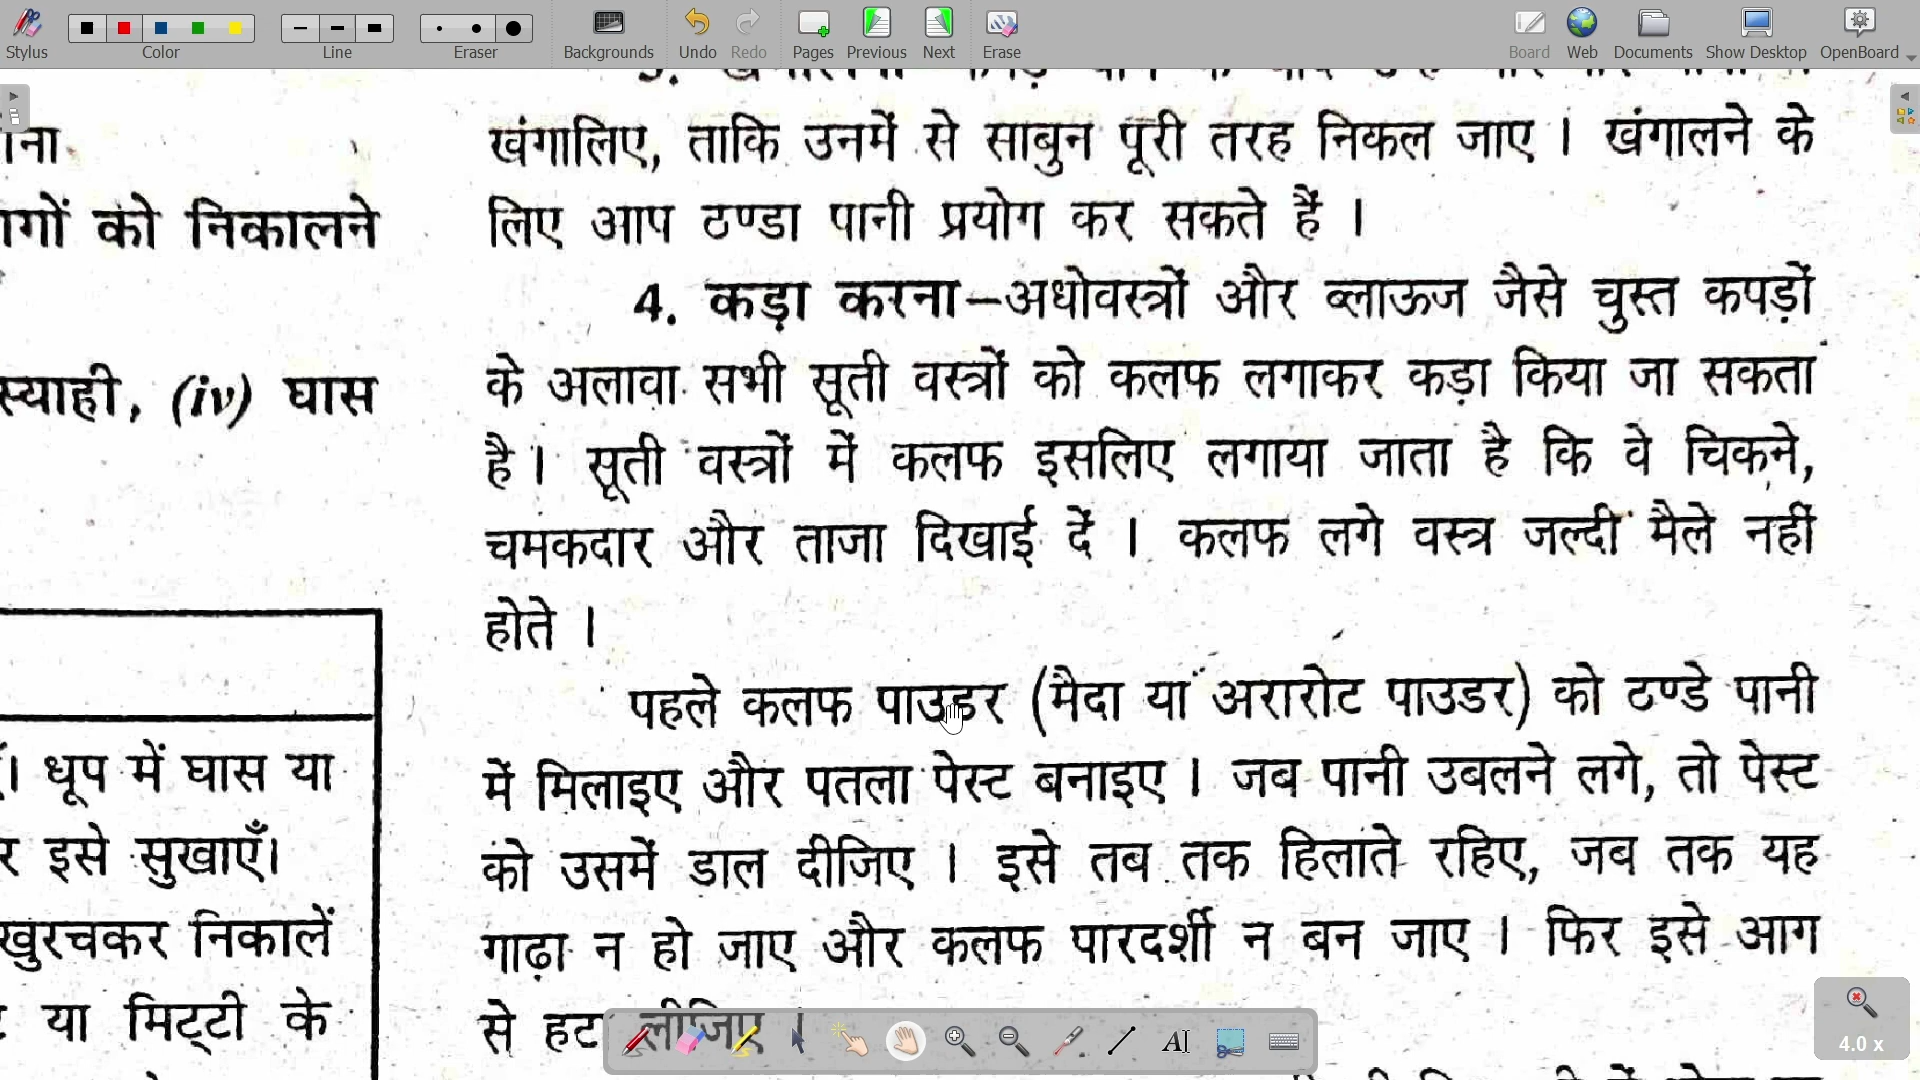 Stylus
Color
Line
Eraser
Backgrounds
Undo
Redo
Pages
Previous
Next
Erase
Board
Web
Documents
Show Desktop
OpenBoard
को निकालने
स्याही, (iv) घास
। धूप में घास या
इसे सुखाएँ।
खुरचकर निकालें
या मिट्टी के
खंगालिए, ताकि उनमें से साबुन पूरी तरह निकल जाए । खंगालने के
लिए आप ठण्डा पानी प्रयोग कर सकते हैं ।
4. कड़ा करना–अधोवस्त्रों और ब्लाऊज जैसे चुस्त कपड़ों
के अलावा सभी सूती वस्त्रों को कलफ लगाकर कड़ा किया जा सकता
है । सूती वस्त्रों में कलफ इसलिए लगाया जाता है कि वे चिकने,
चमकदार और ताजा दिखाई दें । कलफ लगे वस्त्र जल्दी मैले नहीं
होते ।
पहले कलफ पाउडर (मैदा या अरारोट पाउडर) को ठण्डे पानी
में मिलाइए और पतला पेस्ट बनाइए । जब पानी उबलने लगे, तो पेस्ट
को उसमें डाल दीजिए । इसे तब तक हिलाते रहिए, जब तक यह
गाढ़ा न हो जाए और कलफ पारदर्शी न बन जाए । फिर इसे आग
से हटा लीजिए ।
4.0 x